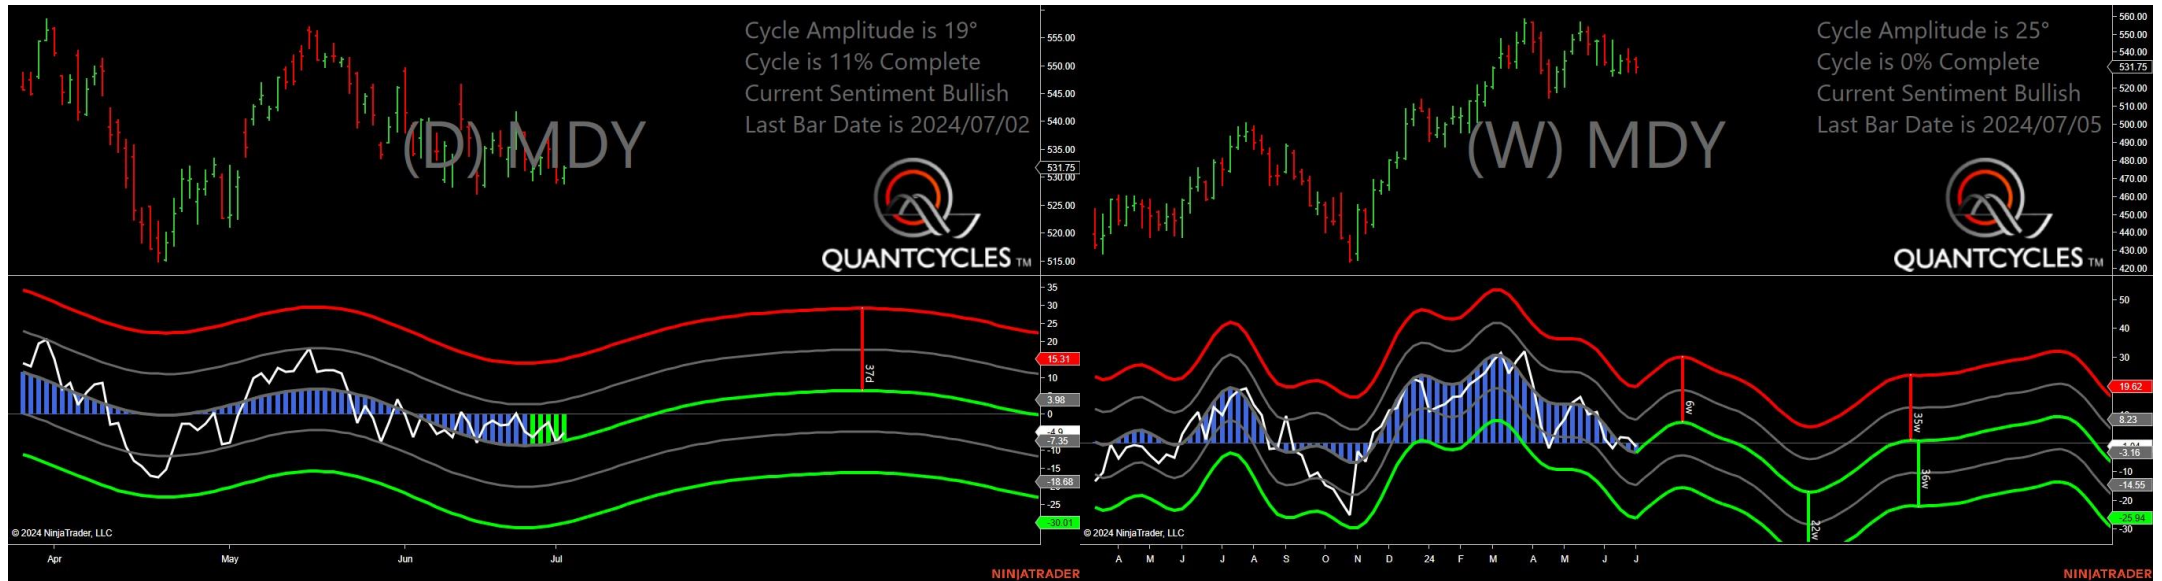 Cycle Amplitude is 19°
Cycle is 11% Complete
Current Sentiment Bullish
Last Bar Date is 2024/07/02
(D) MDY
QUANTCYCLES TM
555.00
550.00
545.00
540.00
535.00
531.75
530.00
525.00
520.00
515.00
35
30
25
20
15.31
10
3.98
0
-4.9
-7.35
-10
-15
-18.68
-25
-30.01
37d
© 2024 NinjaTrader, LLC
Apr May Jun Jul
NINJATRADER
Cycle Amplitude is 25°
Cycle is 0% Complete
Current Sentiment Bullish
Last Bar Date is 2024/07/05
(W) MDY
QUANTCYCLES TM
560.00
550.00
540.00
531.75
520.00
510.00
500.00
490.00
480.00
470.00
460.00
450.00
440.00
430.00
420.00
50
40
30
19.62
8.23
-3.16
-10
-14.55
-20
-25.94
-30
6w
35w
36w
22w
© 2024 NinjaTrader, LLC
A M J J A S O N D 24 F M A M J J
NINJATRADER